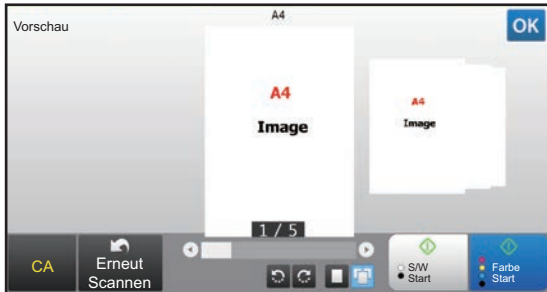 A4
Vorschau
OK
A4
Image
A4
Image
1 / 5
CA
Erneut
Scannen
S/W
Start
Farbe
Start